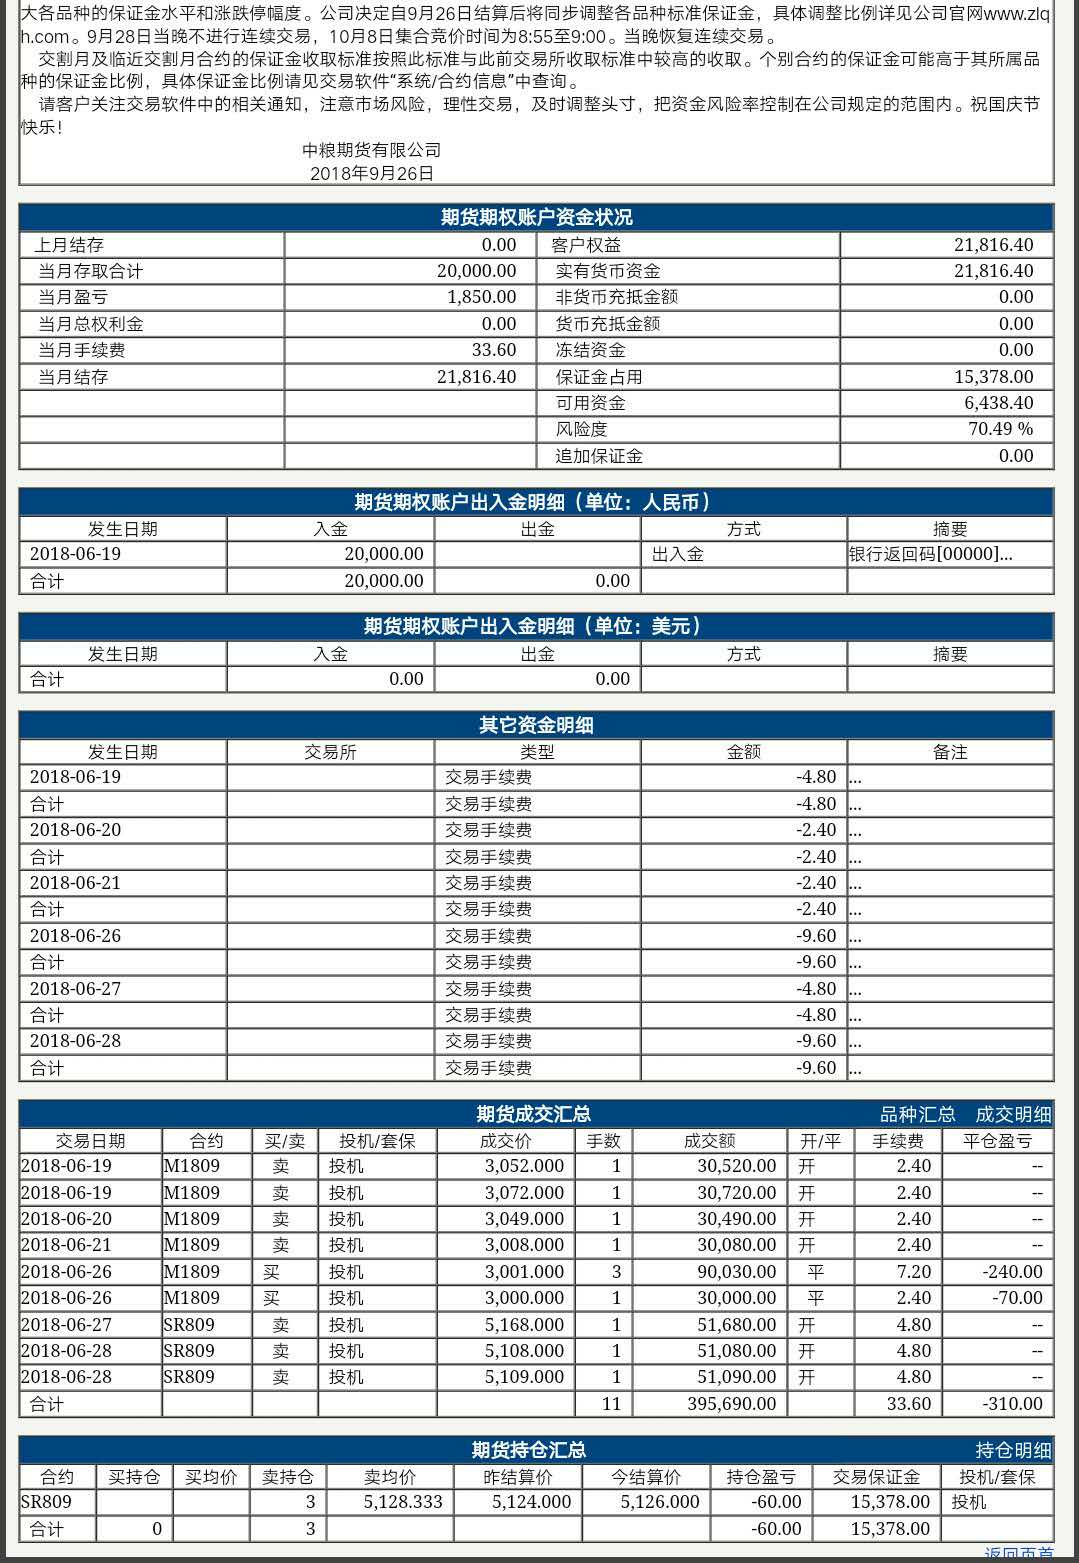 大各品种的保证金水平和涨跌停幅度。公司决定自9月26日结算后将同步调整各品种标准保证金，具体调整比例详见公司官网www.zlq
h.com。9月28日当晚不进行连续交易，10月8日集合竞价时间为8:55至9:00。当晚恢复连续交易。
交割月及临近交割月合约的保证金收取标准按照此标准与此前交易所收取标准中较高的收取。个别合约的保证金可能高于其所属品
种的保证金比例，具体保证金比例请见交易软件“系统/合约信息”中查询。
请客户关注交易软件中的相关通知，注意市场风险，理性交易，及时调整头寸，把资金风险率控制在公司规定的范围内。祝国庆节
快乐！
中粮期货有限公司
2018年9月26日
期货期权账户资金状况
上月结存 0.00 客户权益 21,816.40
当月存取合计 20,000.00 实有货币资金 21,816.40
当月盈亏 1,850.00 非货币充抵金额 0.00
当月总权利金 0.00 货币充抵金额 0.00
当月手续费 33.60 冻结资金 0.00
当月结存 21,816.40 保证金占用 15,378.00
可用资金 6,438.40
风险度 70.49 %
追加保证金 0.00
期货期权账户出入金明细（单位：人民币）
发生日期 入金 出金 方式 摘要
2018-06-19 20,000.00 出入金 银行返回码[00000]...
合计 20,000.00 0.00
期货期权账户出入金明细（单位：美元）
发生日期 入金 出金 方式 摘要
合计 0.00 0.00
其它资金明细
发生日期 交易所 类型 金额 备注
2018-06-19 交易手续费 -4.80 ...
合计 交易手续费 -4.80 ...
2018-06-20 交易手续费 -2.40 ...
合计 交易手续费 -2.40 ...
2018-06-21 交易手续费 -2.40 ...
合计 交易手续费 -2.40 ...
2018-06-26 交易手续费 -9.60 ...
合计 交易手续费 -9.60 ...
2018-06-27 交易手续费 -4.80 ...
合计 交易手续费 -4.80 ...
2018-06-28 交易手续费 -9.60 ...
合计 交易手续费 -9.60 ...
期货成交汇总 品种汇总 成交明细
交易日期 合约 买/卖 投机/套保 成交价 手数 成交额 开/平 手续费 平仓盈亏
2018-06-19 M1809 卖 投机 3,052.000 1 30,520.00 开 2.40 --
2018-06-19 M1809 卖 投机 3,072.000 1 30,720.00 开 2.40 --
2018-06-20 M1809 卖 投机 3,049.000 1 30,490.00 开 2.40 --
2018-06-21 M1809 卖 投机 3,008.000 1 30,080.00 开 2.40 --
2018-06-26 M1809 买 投机 3,001.000 3 90,030.00 平 7.20 -240.00
2018-06-26 M1809 买 投机 3,000.000 1 30,000.00 平 2.40 -70.00
2018-06-27 SR809 卖 投机 5,168.000 1 51,680.00 开 4.80 --
2018-06-28 SR809 卖 投机 5,108.000 1 51,080.00 开 4.80 --
2018-06-28 SR809 卖 投机 5,109.000 1 51,090.00 开 4.80 --
合计 11 395,690.00 33.60 -310.00
期货持仓汇总 持仓明细
合约 买持仓 买均价 卖持仓 卖均价 昨结算价 今结算价 持仓盈亏 交易保证金 投机/套保
SR809 3 5,128.333 5,124.000 5,126.000 -60.00 15,378.00 投机
合计 0 3 -60.00 15,378.00
返回页首